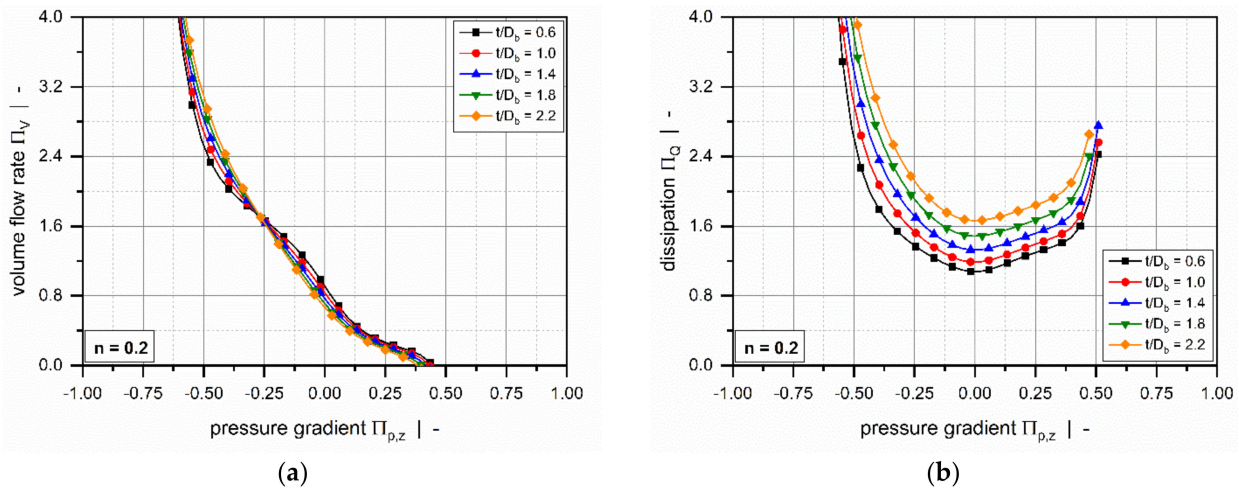 4.0
3.2
2.4
1.6
0.8
0.0
volume flow rate Π_V | -
t/D_b = 0.6
t/D_b = 1.0
t/D_b = 1.4
t/D_b = 1.8
t/D_b = 2.2
n = 0.2
-1.00 -0.75 -0.50 -0.25 0.00 0.25 0.50 0.75 1.00
pressure gradient Π_p,z | -
(a)
4.0
3.2
2.4
1.6
0.8
0.0
dissipation Π_Q | -
t/D_b = 0.6
t/D_b = 1.0
t/D_b = 1.4
t/D_b = 1.8
t/D_b = 2.2
n = 0.2
-1.00 -0.75 -0.50 -0.25 0.00 0.25 0.50 0.75 1.00
pressure gradient Π_p,z | -
(b)